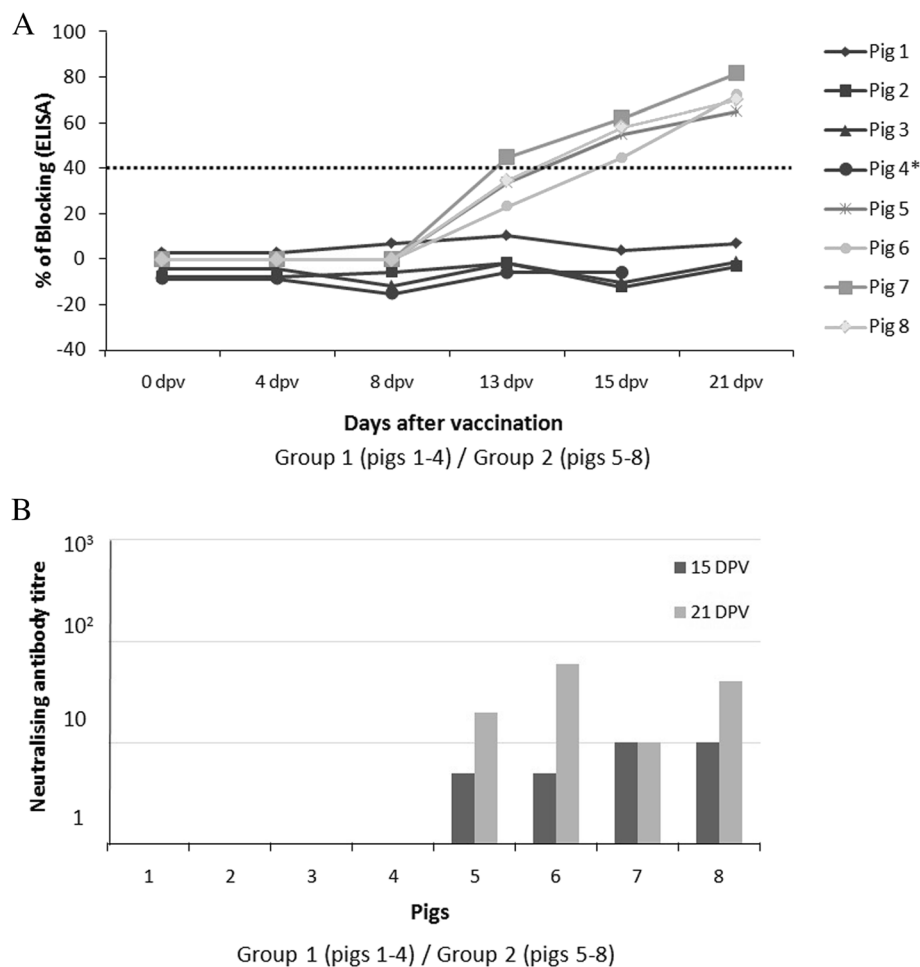 A
100
80
60
40
20
0
-20
-40
% of Blocking (ELISA)
0 dpv 4 dpv 8 dpv 13 dpv 15 dpv 21 dpv
Days after vaccination
Group 1 (pigs 1-4) / Group 2 (pigs 5-8)
Pig 1
Pig 2
Pig 3
Pig 4*
Pig 5
Pig 6
Pig 7
Pig 8
B
10³
10²
10
1
Neutralising antibody titre
15 DPV
21 DPV
1 2 3 4 5 6 7 8
Pigs
Group 1 (pigs 1-4) / Group 2 (pigs 5-8)